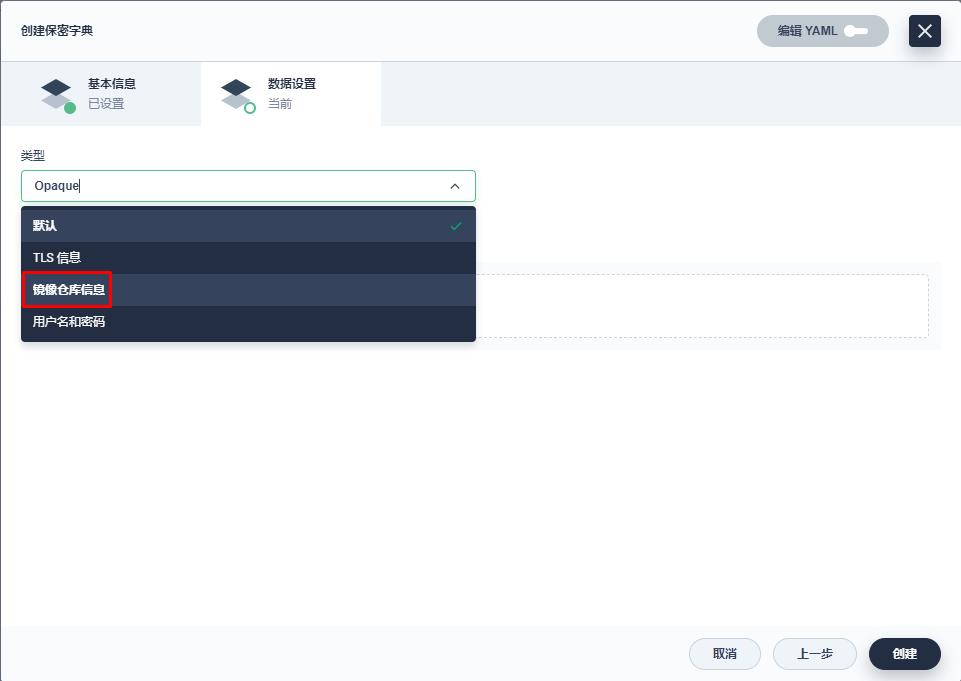 创建保密字典
编辑 YAML
基本信息
已设置
数据设置
当前
类型
Opaque
默认
TLS 信息
镜像仓库信息
用户名和密码
取消
上一步
创建